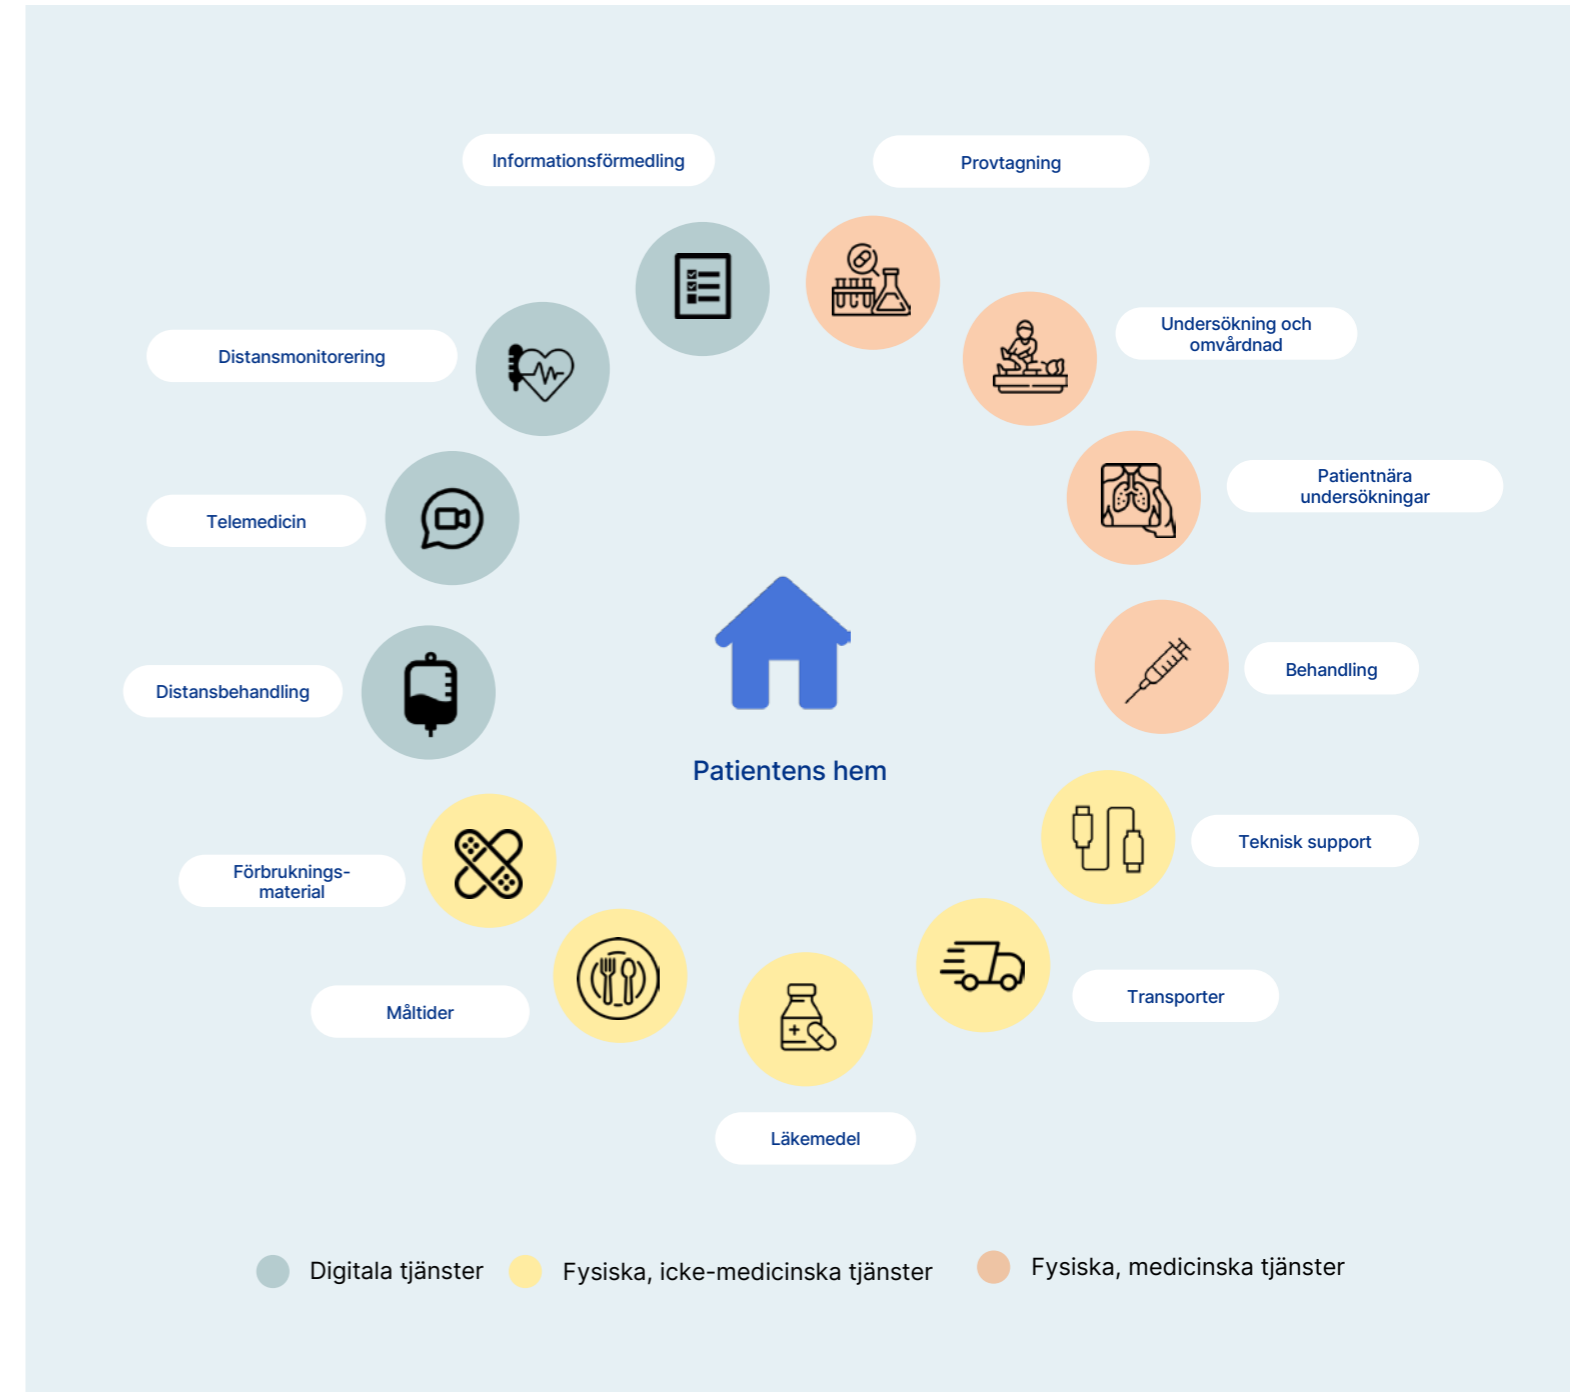 Informationsförmedling
Provtagning
Undersökning och
omvårdnad
Distansmonitorering
Patientnära
undersökningar
Telemedicin
Behandling
Distansbehandling
Patientens hem
Teknisk support
Förbruknings-
material
Transporter
Måltider
Läkemedel
Digitala tjänster
Fysiska, icke-medicinska tjänster
Fysiska, medicinska tjänster